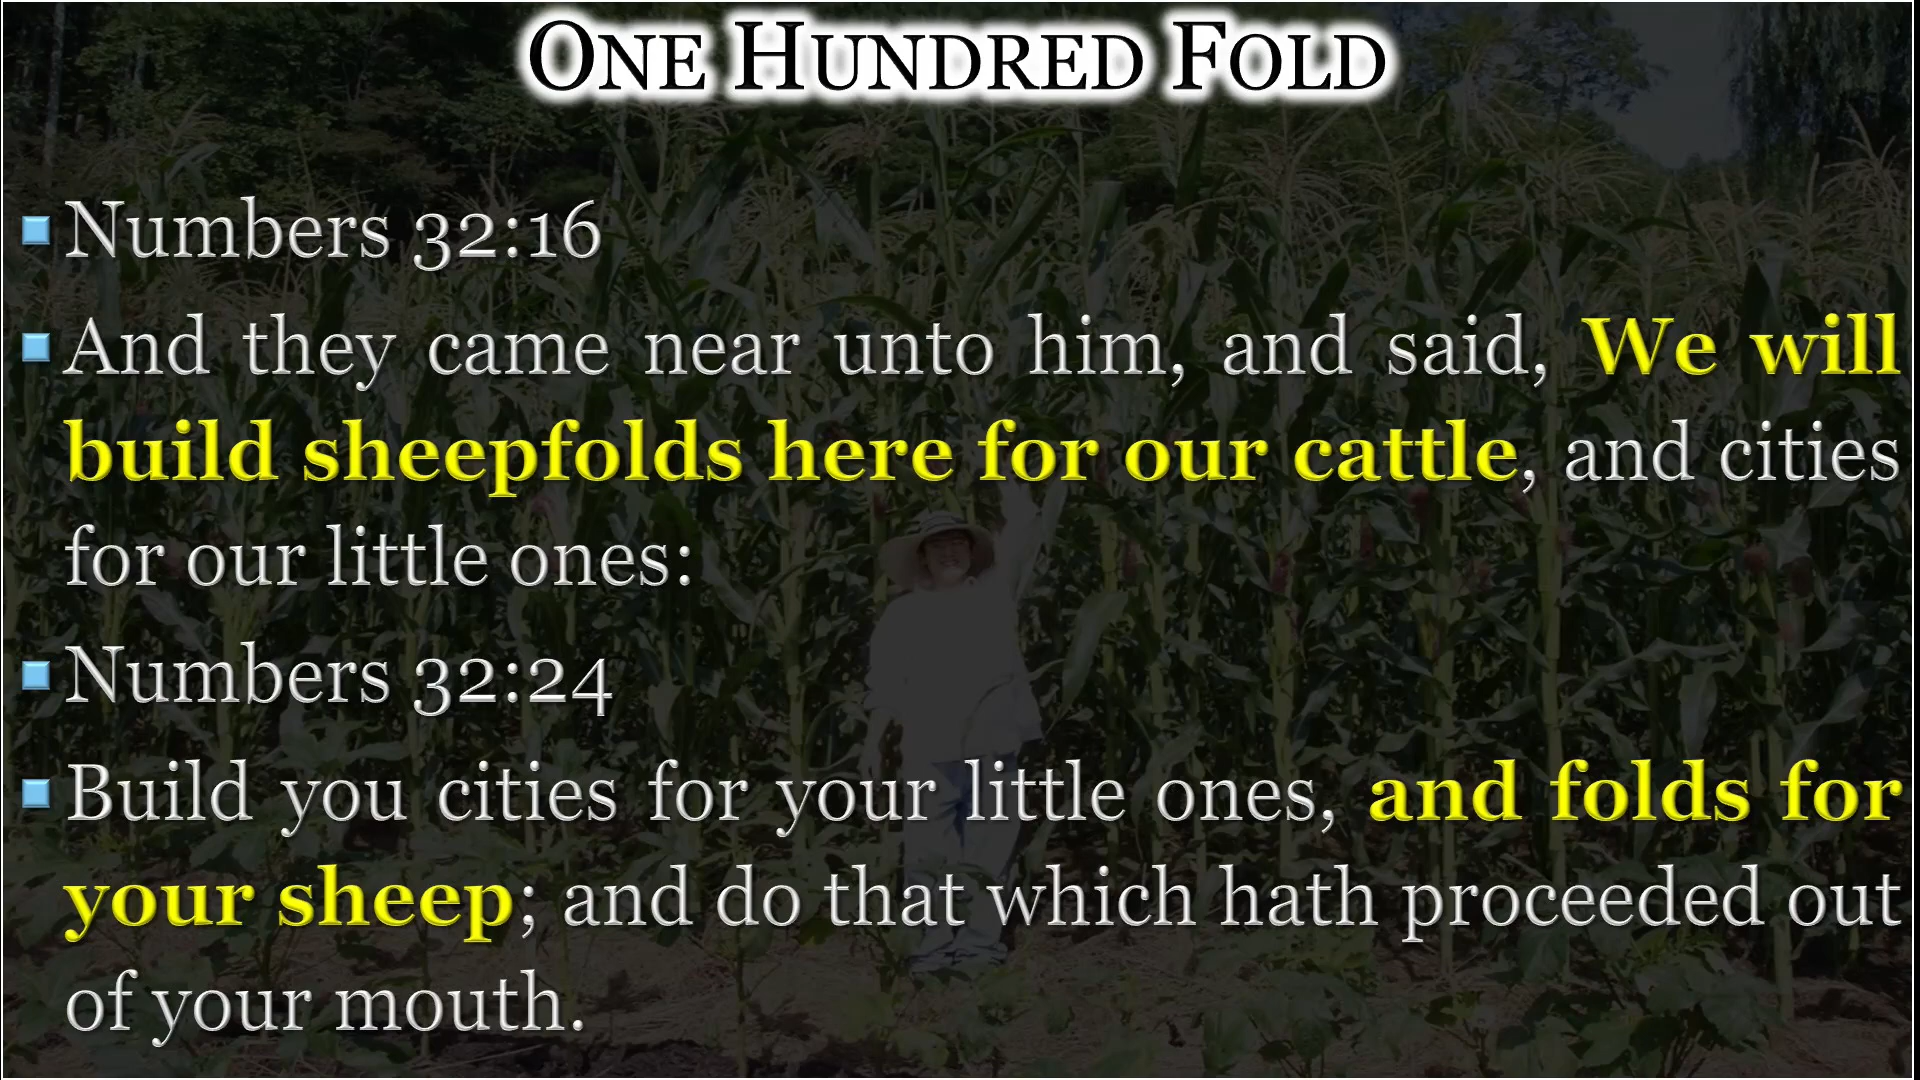 ONE HUNDRED FOLD
Numbers 32:16
And they came near unto him, and said, We will
build sheepfolds here for our cattle, and cities
for our little ones:
Numbers 32:24
Build you cities for your little ones, and folds for
your sheep; and do that which hath proceeded out
of your mouth.